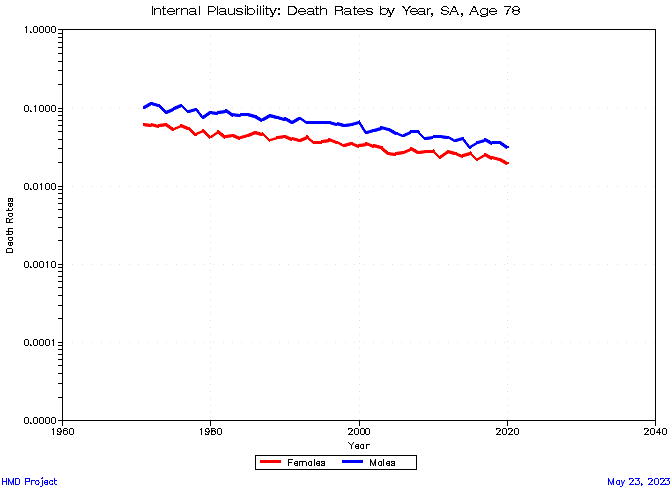 Internal Plausibility: Death Rates by Year, SA, Age 78
1.0000
0.1000
0.0100
0.0010
0.0001
0.0000
Death Rates
1960
1980
2000
2020
2040
Year
Females
Males
HMD Project
May 23, 2023